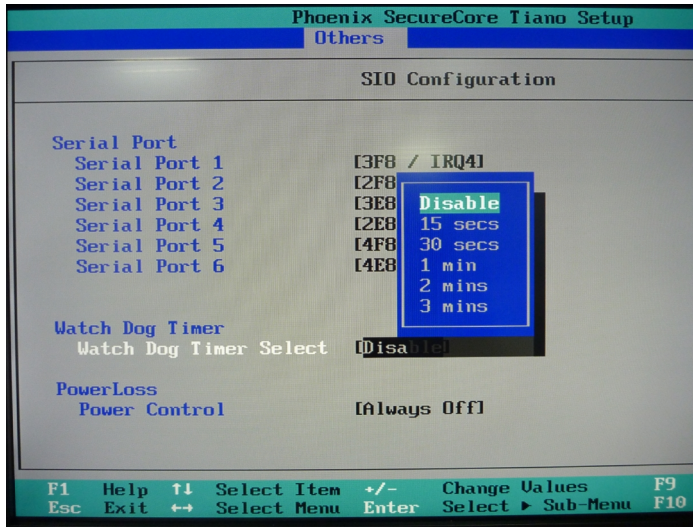 Phoenix SecureCore Tiano Setup
Others
SIO Configuration
Serial Port
Serial Port 1 [3F8 / IRQ4]
Serial Port 2 [2F8
Serial Port 3 [3E8
Serial Port 4 [2E8
Serial Port 5 [4F8
Serial Port 6 [4E8
Disable
15 secs
30 secs
1 min
2 mins
3 mins
Watch Dog Timer
Watch Dog Timer Select [Disable]
PowerLoss
Power Control [Always Off]
F1 Help ↑↓ Select Item +/- Change Values F9
Esc Exit ↔ Select Menu Enter Select ▶ Sub-Menu F10